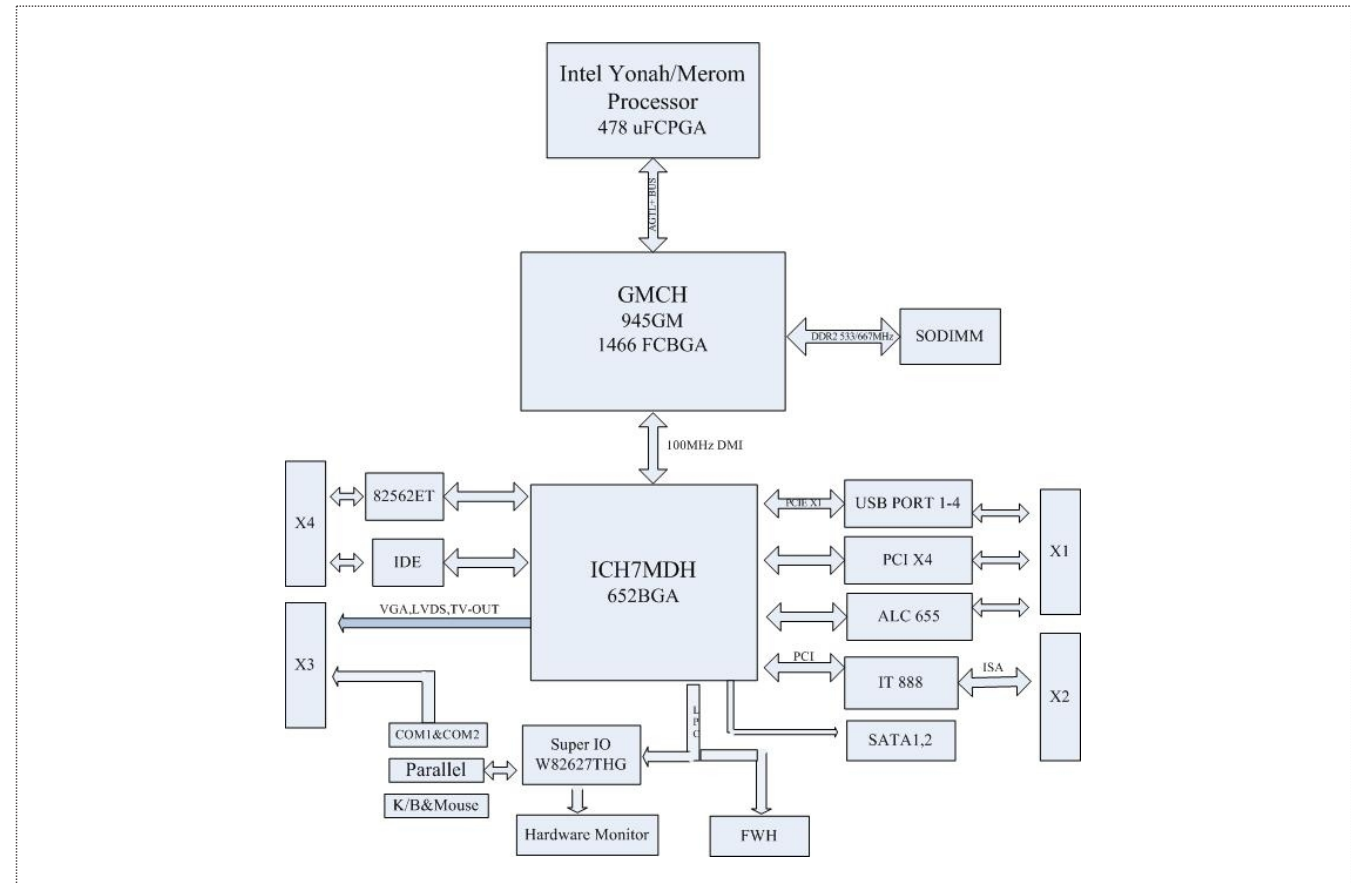 Intel Yonah/Merom
Processor
478 uFCPGA
AGTL+ BUS
GMCH
945GM
1466 FCBGA
DDR2 533/667MHz
SODIMM
100MHz DMI
X4
82562ET
IDE
ICH7MDH
652BGA
PCIE X1
USB PORT 1-4
PCI X4
ALC 655
X1
VGA,LVDS,TV-OUT
X3
PCI
IT 888
ISA
X2
LPC
SATA1,2
COM1&COM2
Parallel
K/B&Mouse
Super IO
W82627THG
Hardware Monitor
FWH